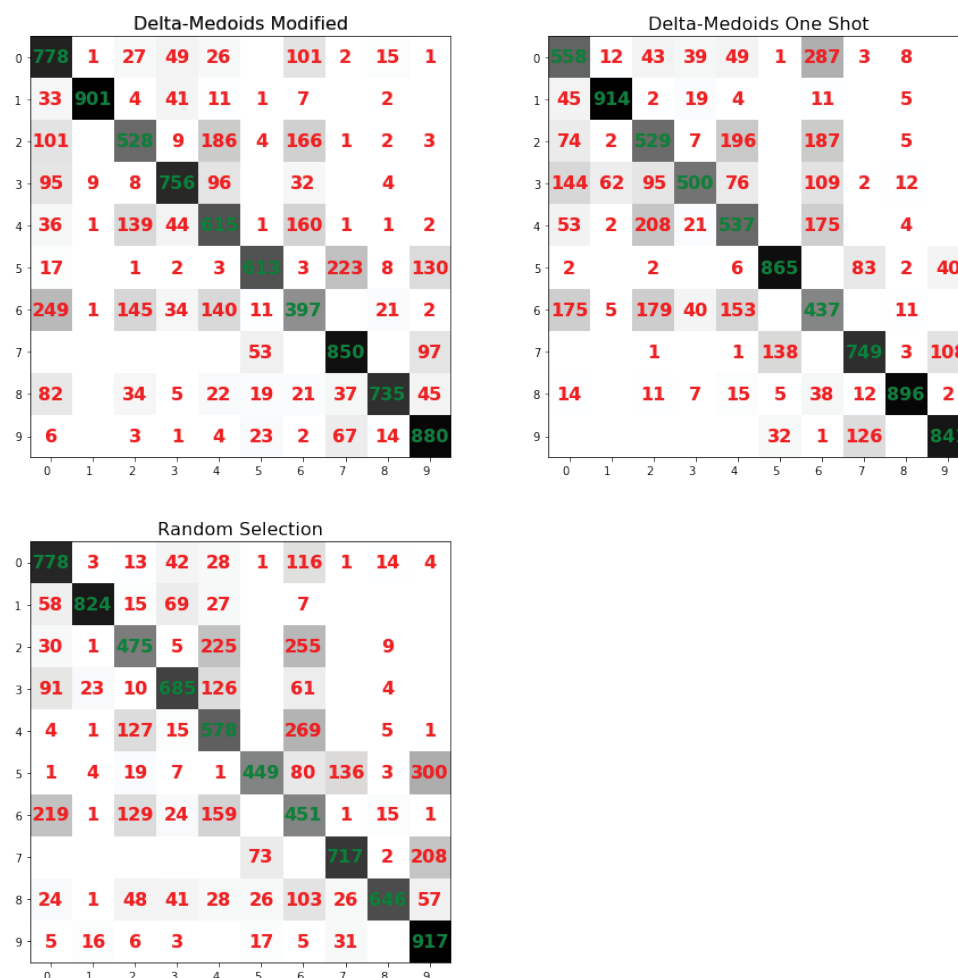 Delta-Medoids Modified
0 778 1 27 49 26 101 2 15 1
1 33 901 4 41 11 1 7 2
2 101 528 9 186 4 166 1 2 3
3 95 9 8 756 96 32 4
4 36 1 139 44 615 1 160 1 1 2
5 17 1 2 3 613 3 223 8 130
6 249 1 145 34 140 11 397 21 2
7 53 850 97
8 82 34 5 22 19 21 37 735 45
9 6 3 1 4 23 2 67 14 880
0 1 2 3 4 5 6 7 8 9
Delta-Medoids One Shot
0 558 12 43 39 49 1 287 3 8
1 45 914 2 19 4 11 5
2 74 2 529 7 196 187 5
3 144 62 95 500 76 109 2 12
4 53 2 208 21 537 175 4
5 2 2 6 865 83 2 40
6 175 5 179 40 153 437 11
7 1 1 138 749 3 108
8 14 11 7 15 5 38 12 896 2
9 32 1 126 841
0 1 2 3 4 5 6 7 8 9
Random Selection
0 778 3 13 42 28 1 116 1 14 4
1 58 824 15 69 27 7
2 30 1 475 5 225 255 9
3 91 23 10 685 126 61 4
4 4 1 127 15 578 269 5 1
5 1 4 19 7 1 449 80 136 3 300
6 219 1 129 24 159 451 1 15 1
7 73 717 2 208
8 24 1 48 41 28 26 103 26 646 57
9 5 16 6 3 17 5 31 917
0 1 2 3 4 5 6 7 8 9